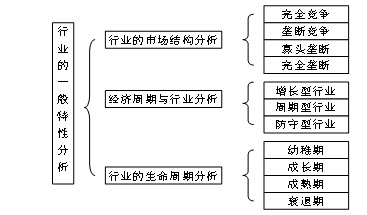 行业的一般特性分析
行业的市场结构分析
完全竞争
垄断竞争
寡头垄断
完全垄断
经济周期与行业分析
增长型行业
周期型行业
防守型行业
行业的生命周期分析
幼稚期
成长期
成熟期
衰退期